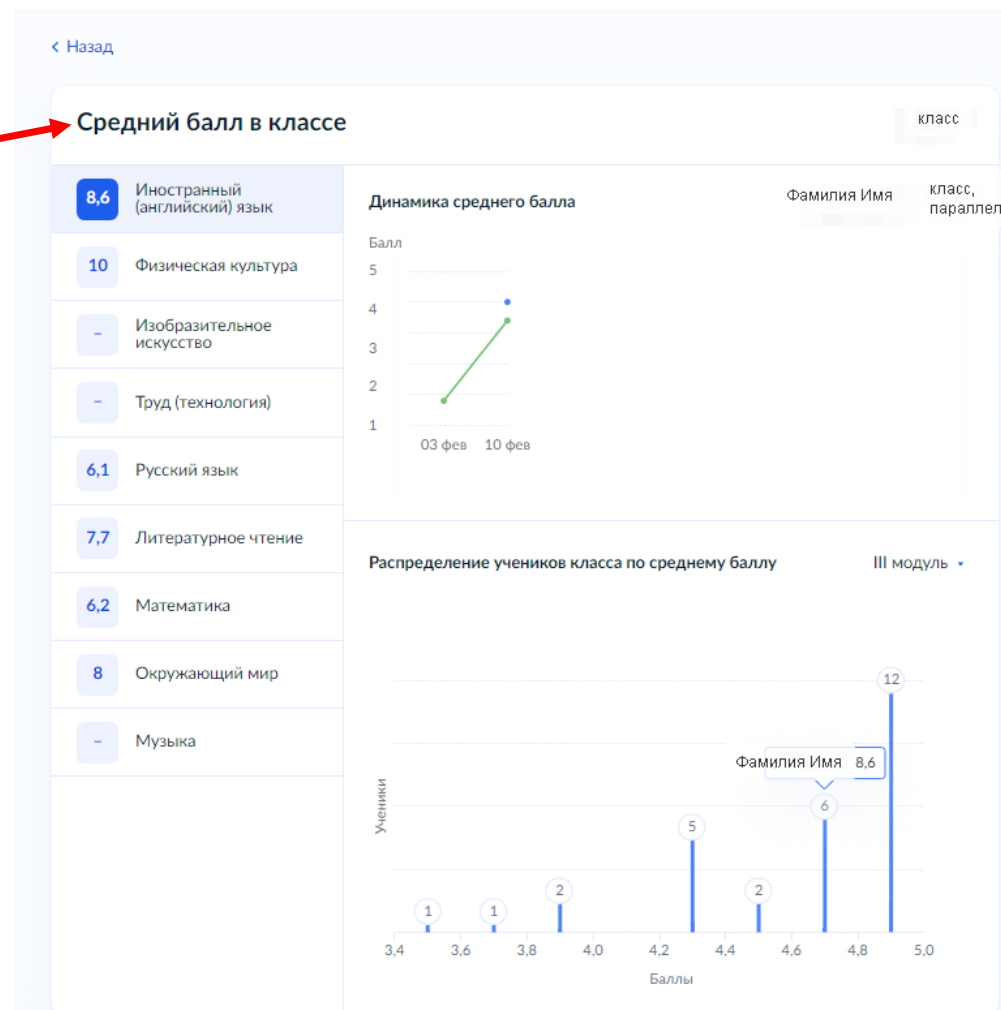 Назад
Средний балл в классе
класс
8,6
Иностранный
(английский) язык
10
Физическая культура
–
Изобразительное
искусство
–
Труд (технология)
6,1
Русский язык
7,7
Литературное чтение
6,2
Математика
8
Окружающий мир
–
Музыка
Динамика среднего балла
Фамилия Имя
класс,
параллел
Балл
5
4
3
2
1
03 фев 10 фев
Распределение учеников класса по среднему баллу
III модуль
12
Фамилия Имя 8,6
6
5
2
2
1
1
Ученики
3,4 3,6 3,8 4,0 4,2 4,4 4,6 4,8 5,0
Баллы